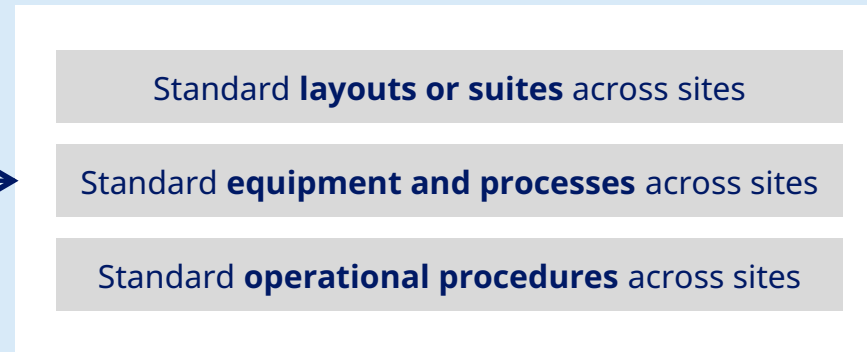 Standard layouts or suites across sites
Standard equipment and processes across sites
Standard operational procedures across sites